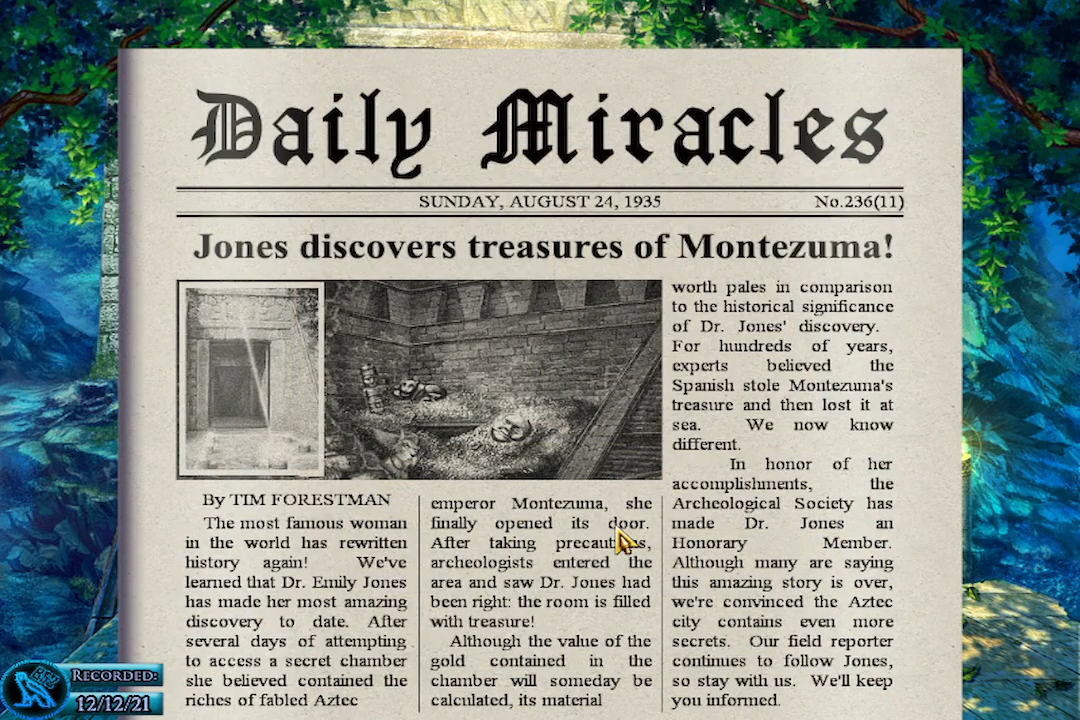 Daily Miracles
SUNDAY, AUGUST 24, 1935
No.236(11)
Jones discovers treasures of Montezuma!
By TIM FORESTMAN
The most famous woman
in the world has rewritten
history again! We've
learned that Dr. Emily Jones
has made her most amazing
discovery to date. After
several days of attempting
to access a secret chamber
she believed contained the
riches of fabled Aztec
emperor Montezuma, she
finally opened its door.
After taking precautions,
archeologists entered the
area and saw Dr. Jones had
been right: the room is filled
with treasure!
Although the value of the
gold contained in the
chamber will someday be
calculated, its material
worth pales in comparison
to the historical significance
of Dr. Jones' discovery.
For hundreds of years,
experts believed the
Spanish stole Montezuma's
treasure and then lost it at
sea. We now know
different.
In honor of her
accomplishments, the
Archeological Society has
made Dr. Jones an
Honorary Member.
Although many are saying
this amazing story is over,
we're convinced the Aztec
city contains even more
secrets. Our field reporter
continues to follow Jones,
so stay with us. We'll keep
you informed.
RECORDED:
12/12/21